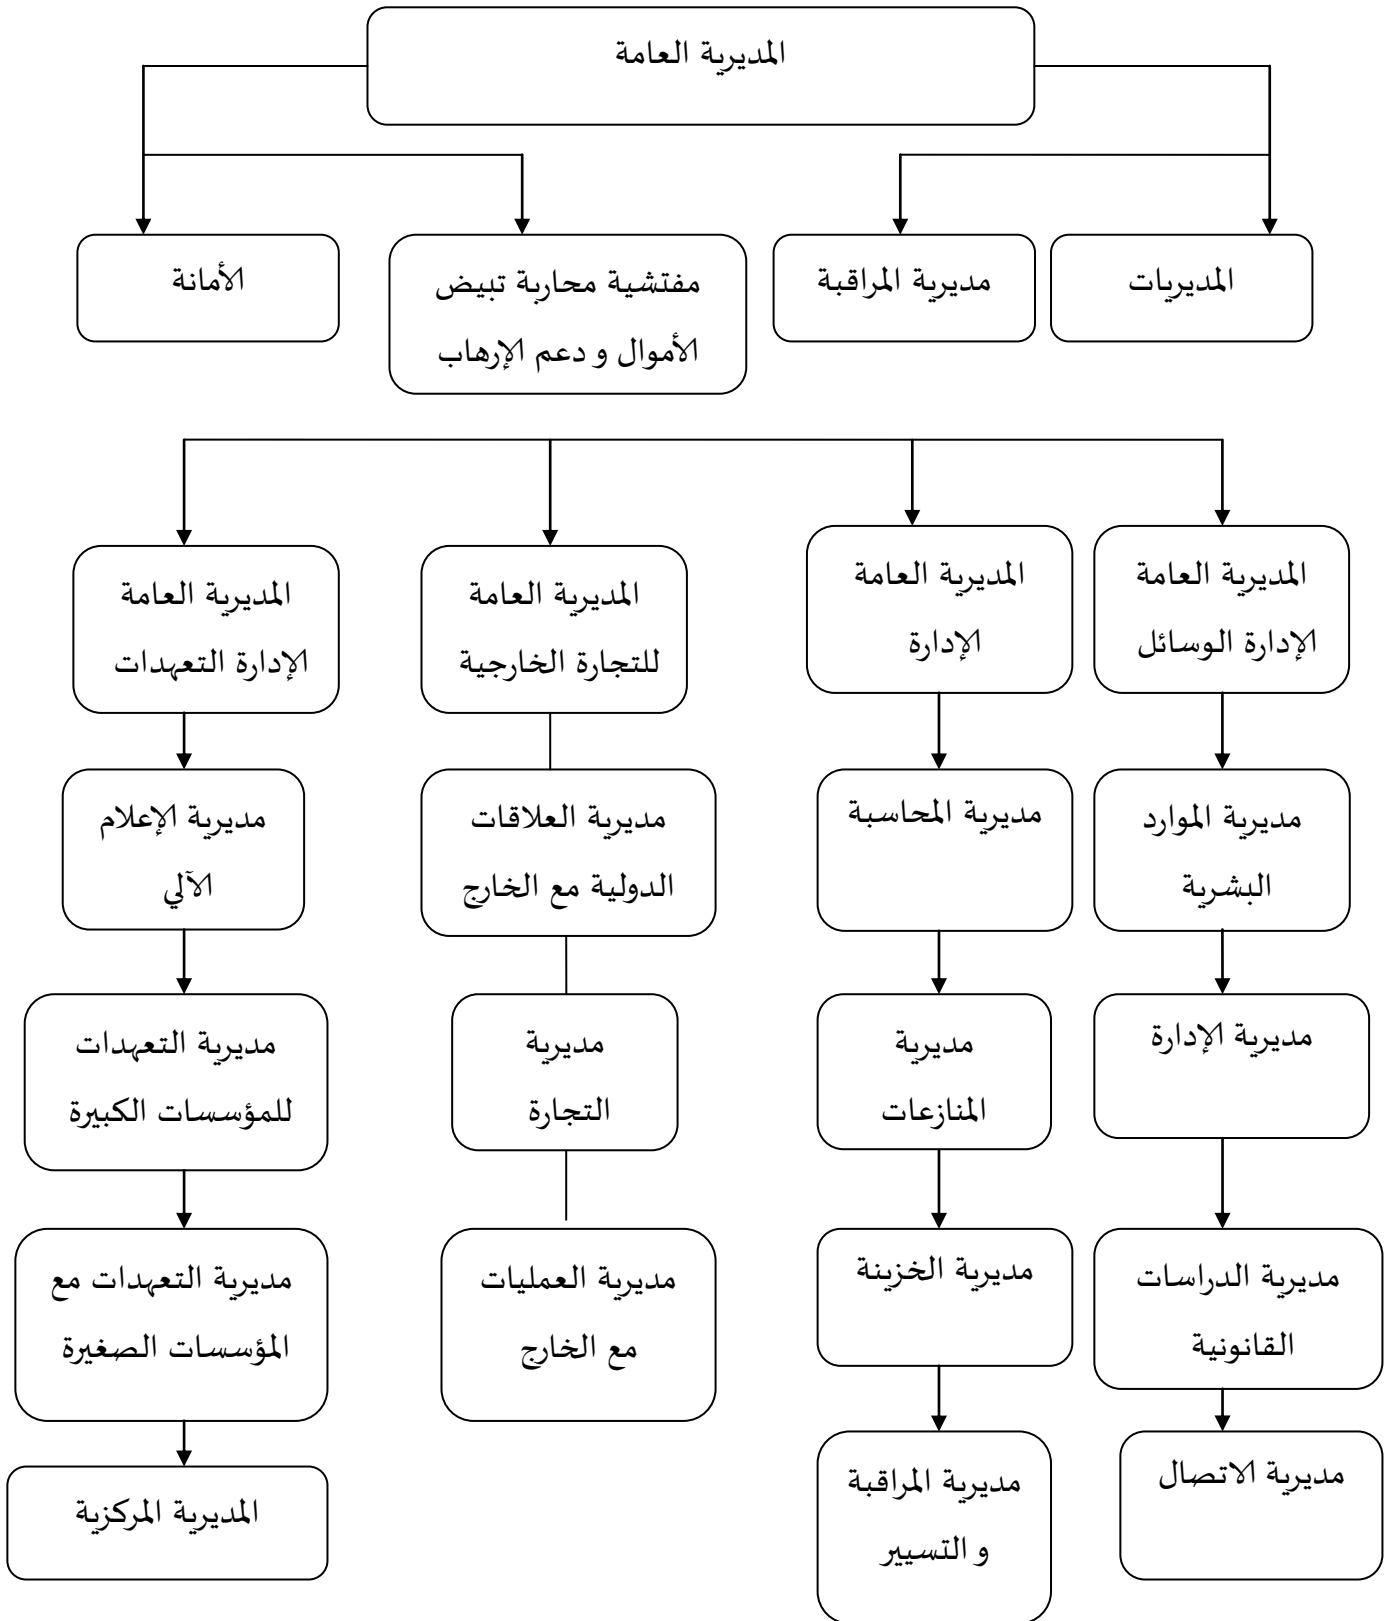 المديرية العامة
المديريات
مديرية المراقبة
مفتشية محاربة تبيض
الأموال و دعم الإرهاب
الأمانة
المديرية العامة
الإدارة الوسائل
المديرية العامة
الإدارة
المديرية العامة
للتجارة الخارجية
المديرية العامة
الإدارة التعهدات
مديرية الموارد
البشرية
مديرية المحاسبة
مديرية العلاقات
الدولية مع الخارج
مديرية الإعلام
الآلي
مديرية الإدارة
مديرية
المنازعات
مديرية
التجارة
مديرية التعهدات
للمؤسسات الكبيرة
مديرية الدراسات
القانونية
مديرية الخزينة
مديرية العمليات
مع الخارج
مديرية التعهدات مع
المؤسسات الصغيرة
مديرية الاتصال
مديرية المراقبة
و التسيير
المديرية المركزية